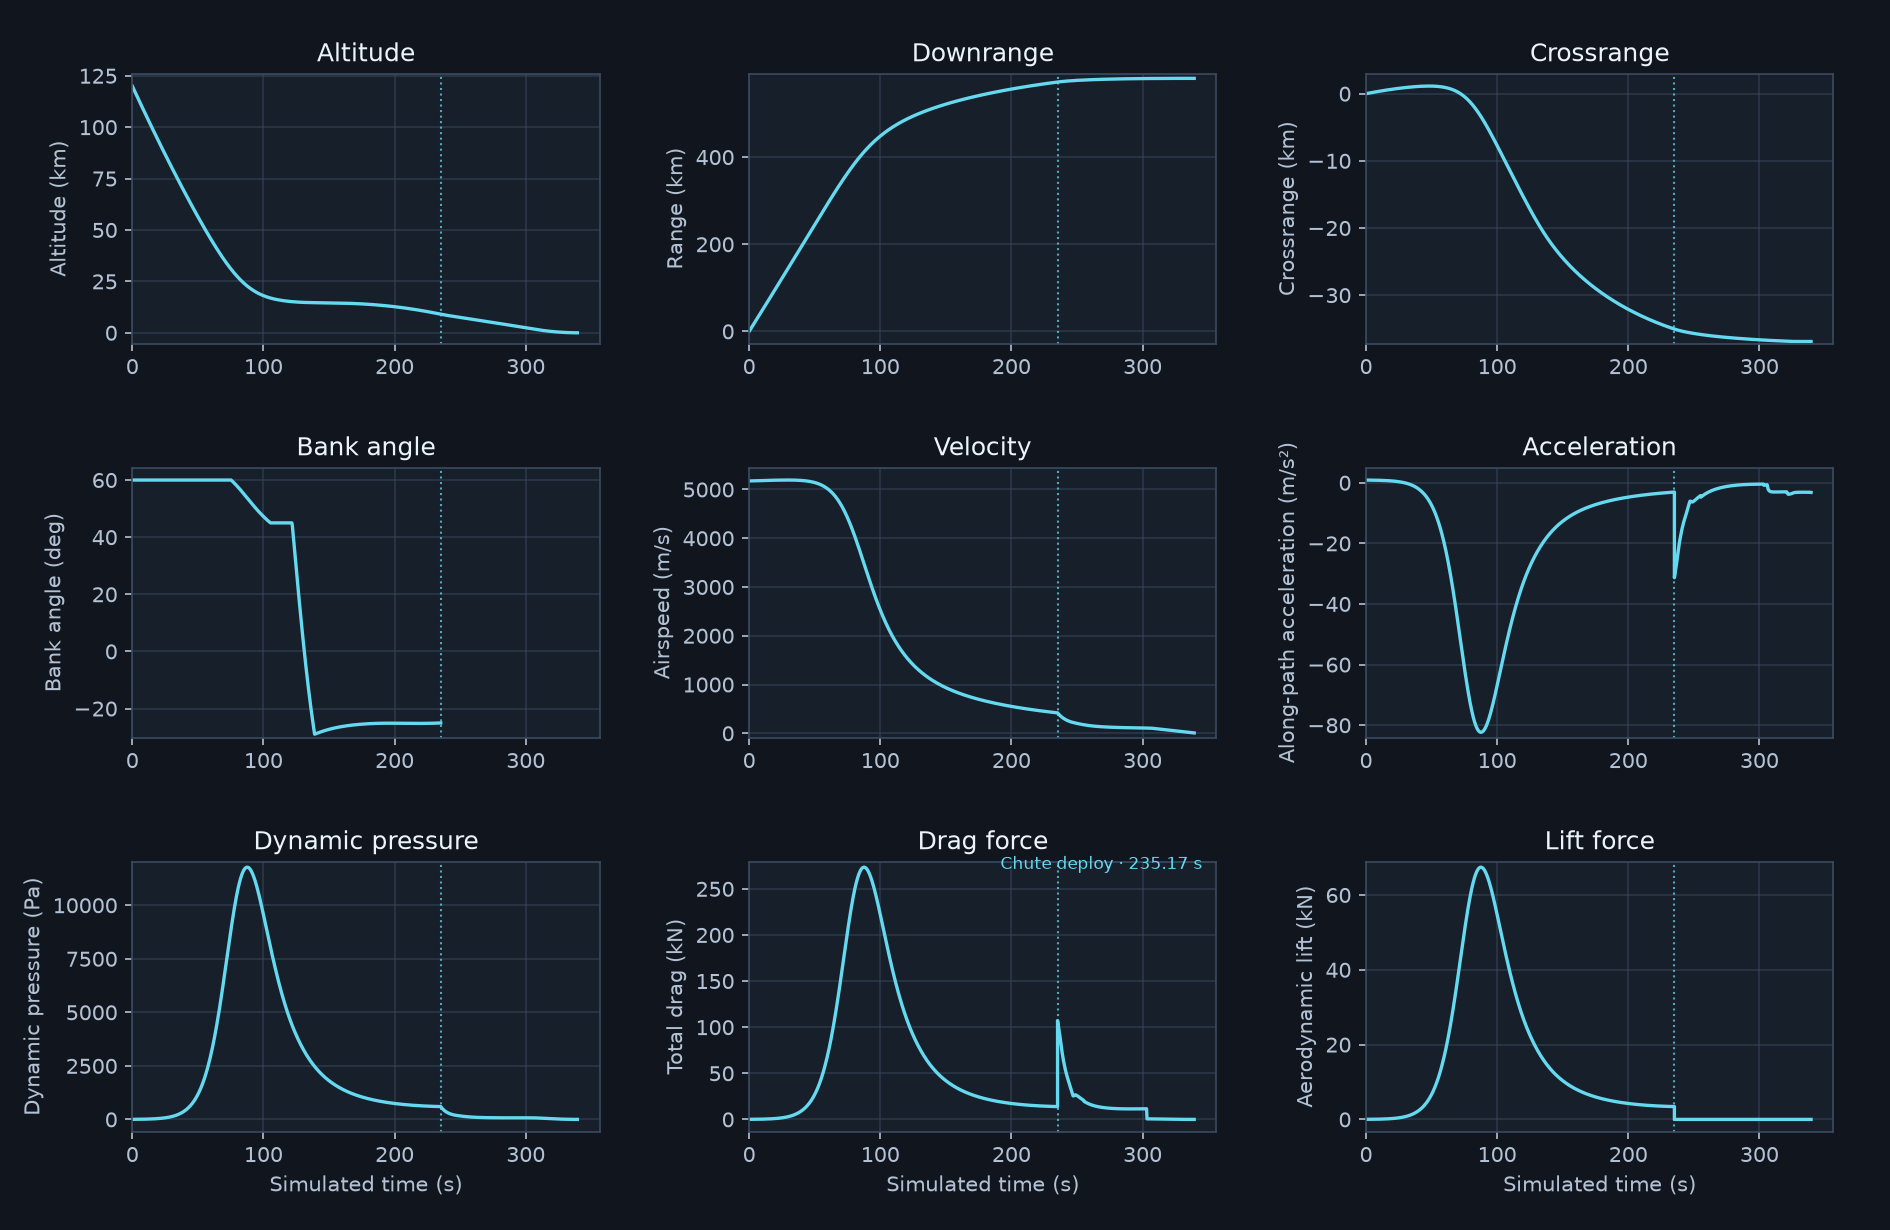 Altitude
Altitude (km)
125
100
75
50
25
0
0 100 200 300
Downrange
Range (km)
400
200
0
0 100 200 300
Crossrange
Crossrange (km)
0
−10
−20
−30
0 100 200 300
Bank angle
Bank angle (deg)
60
40
20
0
−20
0 100 200 300
Velocity
Airspeed (m/s)
5000
4000
3000
2000
1000
0
0 100 200 300
Acceleration
Along-path acceleration (m/s²)
0
−20
−40
−60
−80
0 100 200 300
Dynamic pressure
Dynamic pressure (Pa)
10000
7500
5000
2500
0
0 100 200 300
Simulated time (s)
Drag force
Chute deploy · 235.17 s
Total drag (kN)
250
200
150
100
50
0
0 100 200 300
Simulated time (s)
Lift force
Aerodynamic lift (kN)
60
40
20
0
0 100 200 300
Simulated time (s)